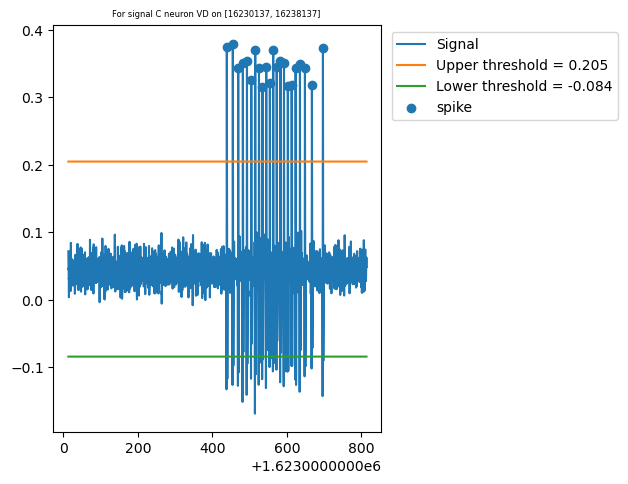 For signal C neuron VD on [16230137, 16238137]
Signal
Upper threshold = 0.205
Lower threshold = -0.084
spike
0.4
0.3
0.2
0.1
0.0
−0.1
0 200 400 600 800
+1.6230000000e6